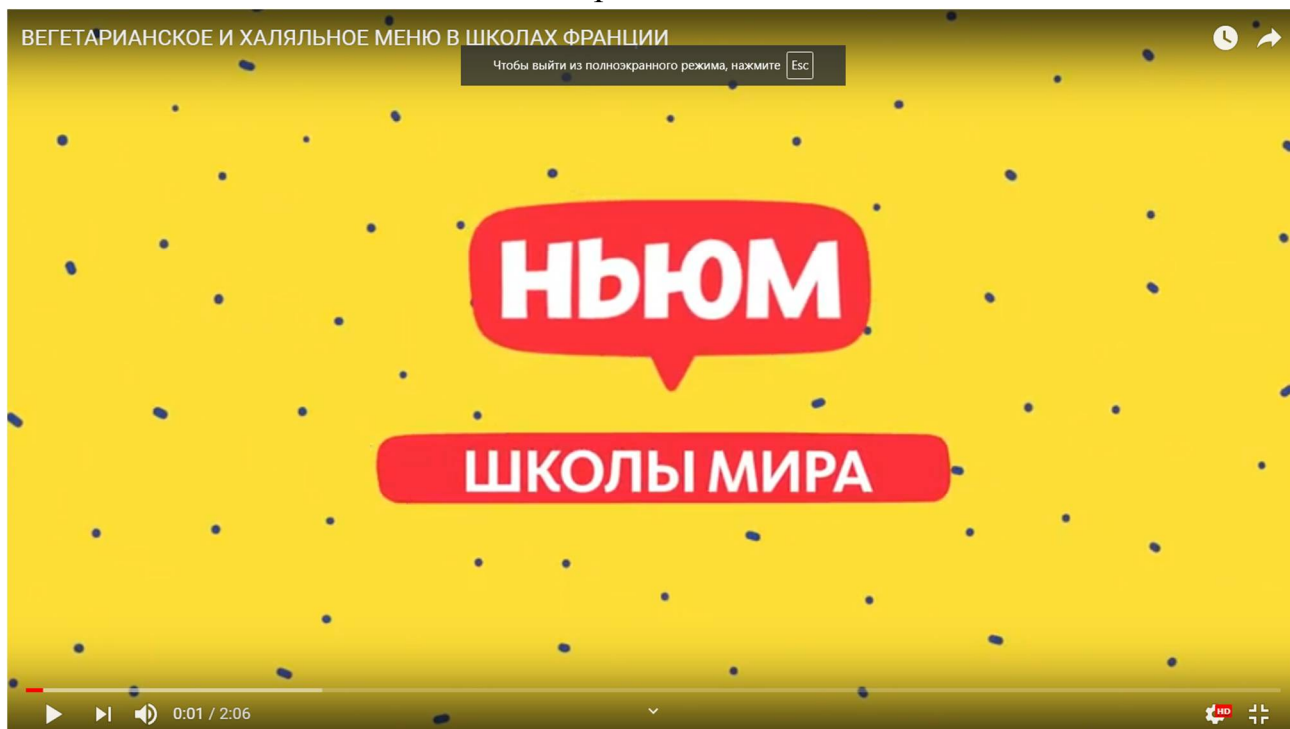 ВЕГЕТАРИАНСКОЕ И ХАЛЯЛЬНОЕ МЕНЮ В ШКОЛАХ ФРАНЦИИ
Чтобы выйти из полноэкранного режима, нажмите Esc
НЬЮМ
ШКОЛЫ МИРА
0:01 / 2:06
HD